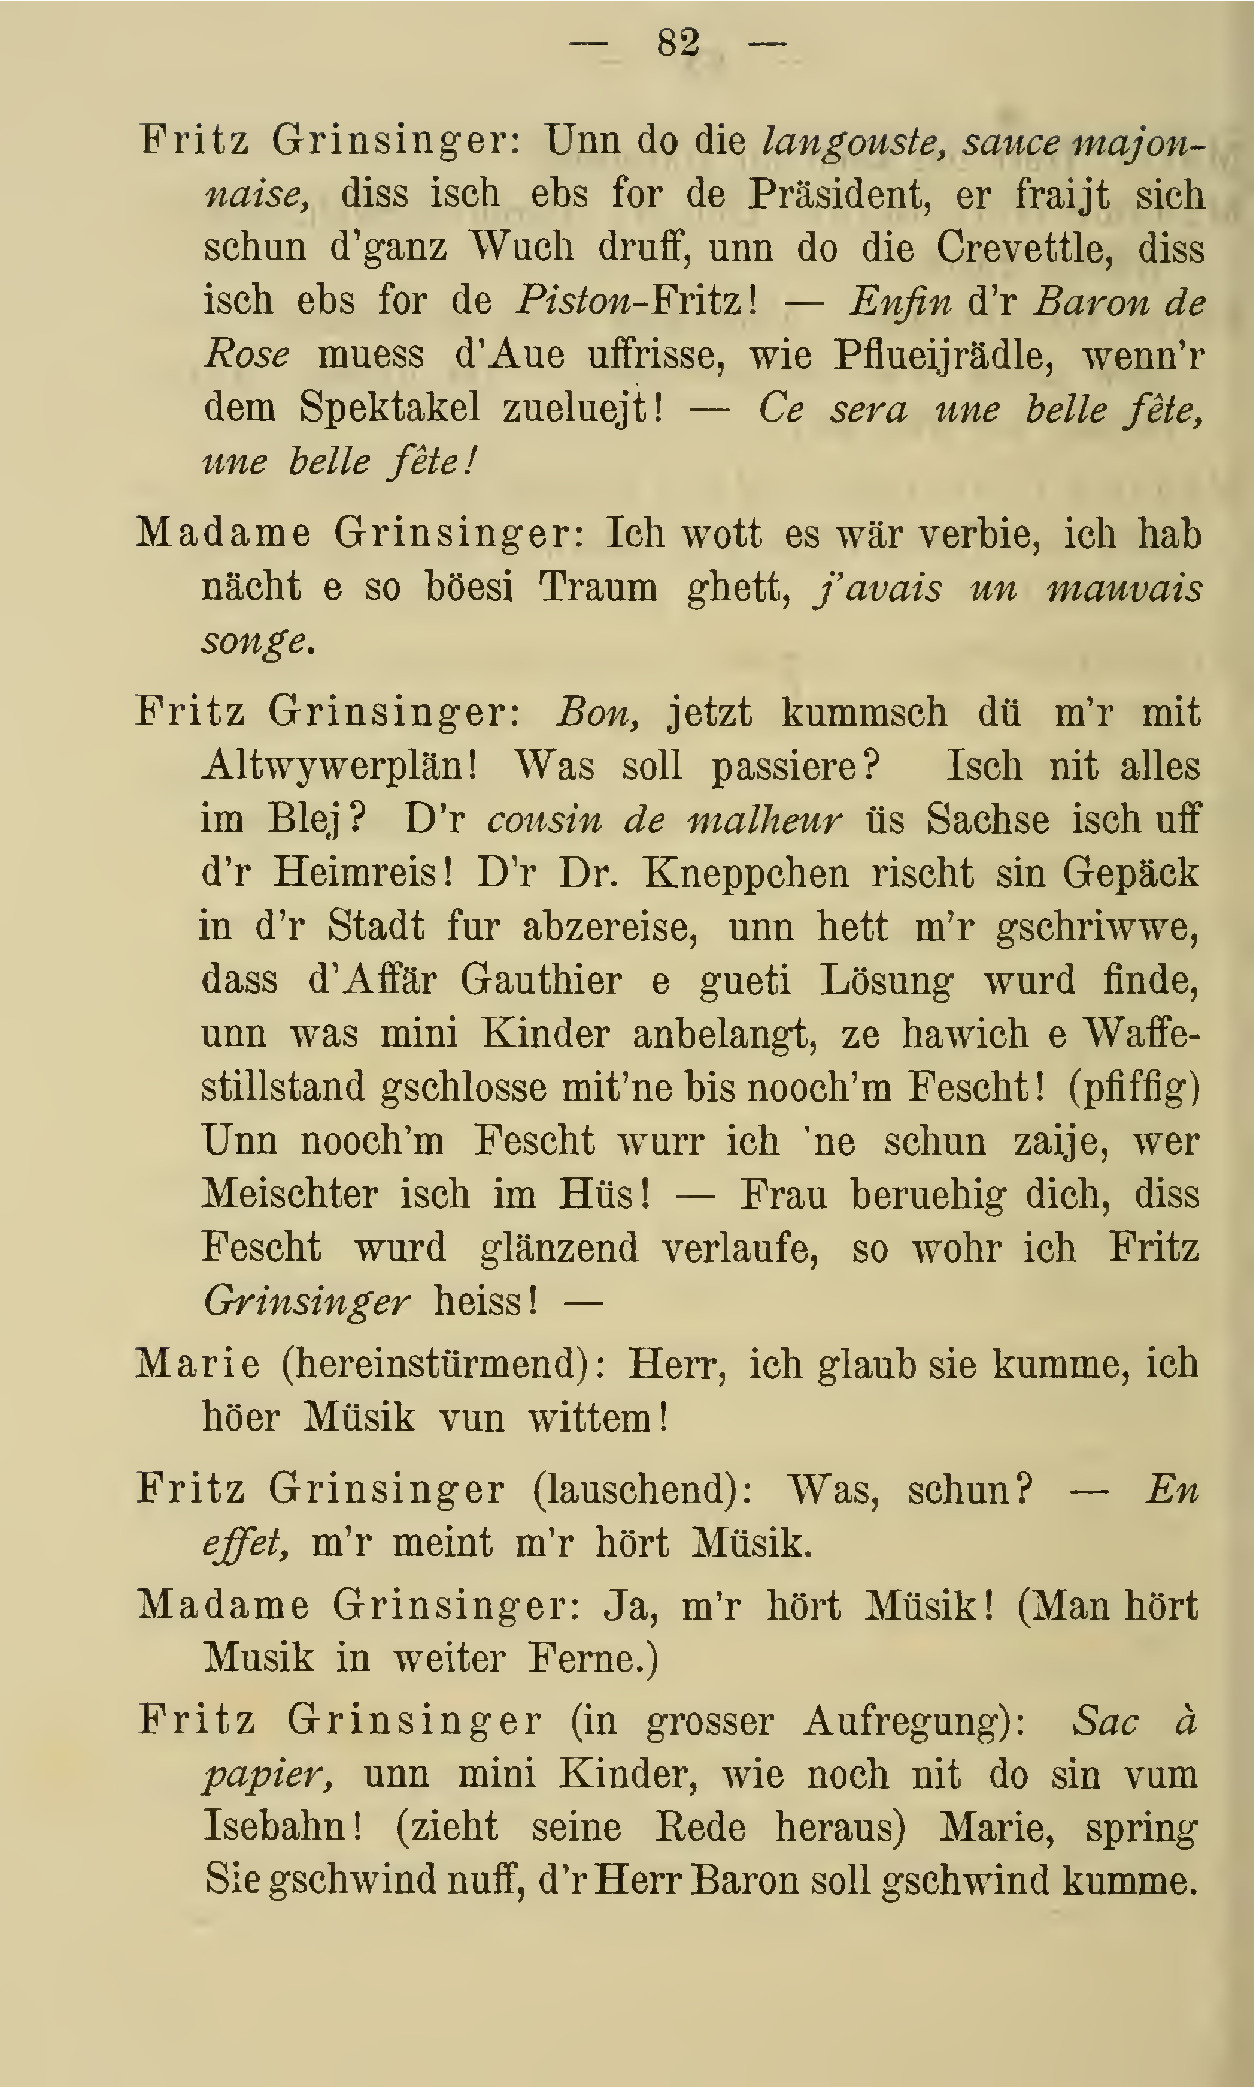 — 82 —
Fritz Grinsinger: Unn do die langouste, sauce majon-
naise, diss isch ebs for de Präsident, er fraijt sich
schun d'ganz Wuch druff, unn do die Crevettle, diss
isch ebs for de Piston-Fritz! — Enfin d'r Baron de
Rose muess d'Aue uffrisse, wie Pflueijrädle, wenn'r
dem Spektakel zueluejt! — Ce sera une belle fête,
une belle fête!
Madame Grinsinger: Ich wott es wär verbie, ich hab
nächt e so böesi Traum ghett, j'avais un mauvais
songe.
Fritz Grinsinger: Bon, jetzt kummsch dü m'r mit
Altwywerplän! Was soll passiere? Isch nit alles
im Blej? D'r cousin de malheur üs Sachse isch uff
d'r Heimreis! D'r Dr. Kneppchen rischt sin Gepäck
in d'r Stadt fur abzereise, unn hett m'r gschriwwe,
dass d'Affär Gauthier e gueti Lösung wurd finde,
unn was mini Kinder anbelangt, ze hawich e Waffe-
stillstand gschlosse mit'ne bis nooch'm Fescht! (pfiffig)
Unn nooch'm Fescht wurr ich 'ne schun zaije, wer
Meischter isch im Hüs! — Frau beruehig dich, diss
Fescht wurd glänzend verlaufe, so wohr ich Fritz
Grinsinger heiss! —
Marie (hereinstürmend): Herr, ich glaub sie kumme, ich
höer Müsik vun wittem!
Fritz Grinsinger (lauschend): Was, schun? — En
effet, m'r meint m'r hört Müsik.
Madame Grinsinger: Ja, m'r hört Müsik! (Man hört
Musik in weiter Ferne.)
Fritz Grinsinger (in grosser Aufregung): Sac à
papier, unn mini Kinder, wie noch nit do sin vum
Isebahn! (zieht seine Rede heraus) Marie, spring
Sie gschwind nuff, d'r Herr Baron soll gschwind kumme.